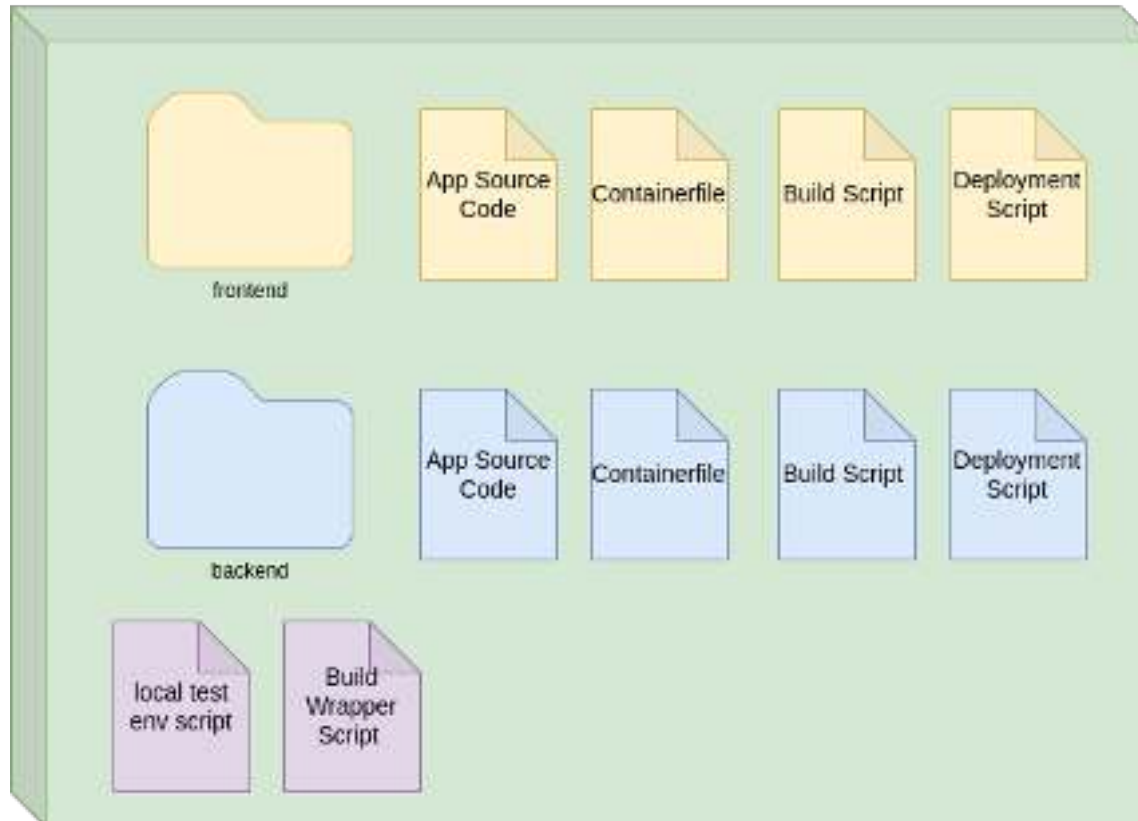 App Source
Code
Containerfile
Build Script
Deployment
Script
frontend
App Source
Code
Containerfile
Build Script
Deployment
Script
backend
local test
env script
Build
Wrapper
Script